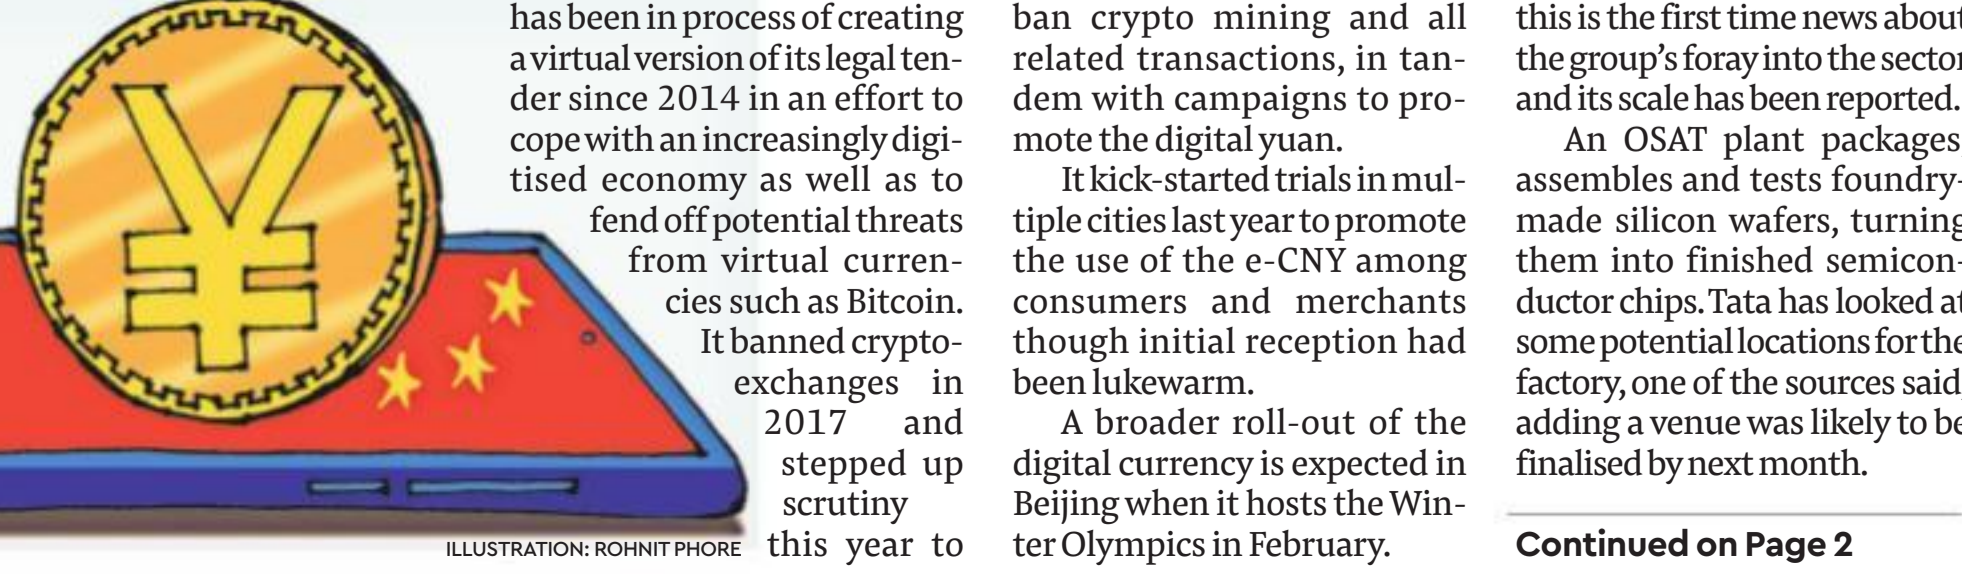 has been in process of creating
a virtual version of its legal ten-
der since 2014 in an effort to
cope with an increasingly digi-
tised economy as well as to
fend off potential threats
from virtual curren-
cies such as Bitcoin.
It banned crypto-
exchanges in
2017 and
stepped up
scrutiny
this year to
ILLUSTRATION: ROHNIT PHORE
ban crypto mining and all
related transactions, in tan-
dem with campaigns to pro-
mote the digital yuan.
It kick-started trials in mul-
tiple cities last year to promote
the use of the e-CNY among
consumers and merchants
though initial reception had
been lukewarm.
A broader roll-out of the
digital currency is expected in
Beijing when it hosts the Win-
ter Olympics in February.
this is the first time news about
the group's foray into the sector
and its scale has been reported.
An OSAT plant packages,
assembles and tests foundry-
made silicon wafers, turning
them into finished semicon-
ductor chips. Tata has looked at
some potential locations for the
factory, one of the sources said,
adding a venue was likely to be
finalised by next month.
Continued on Page 2